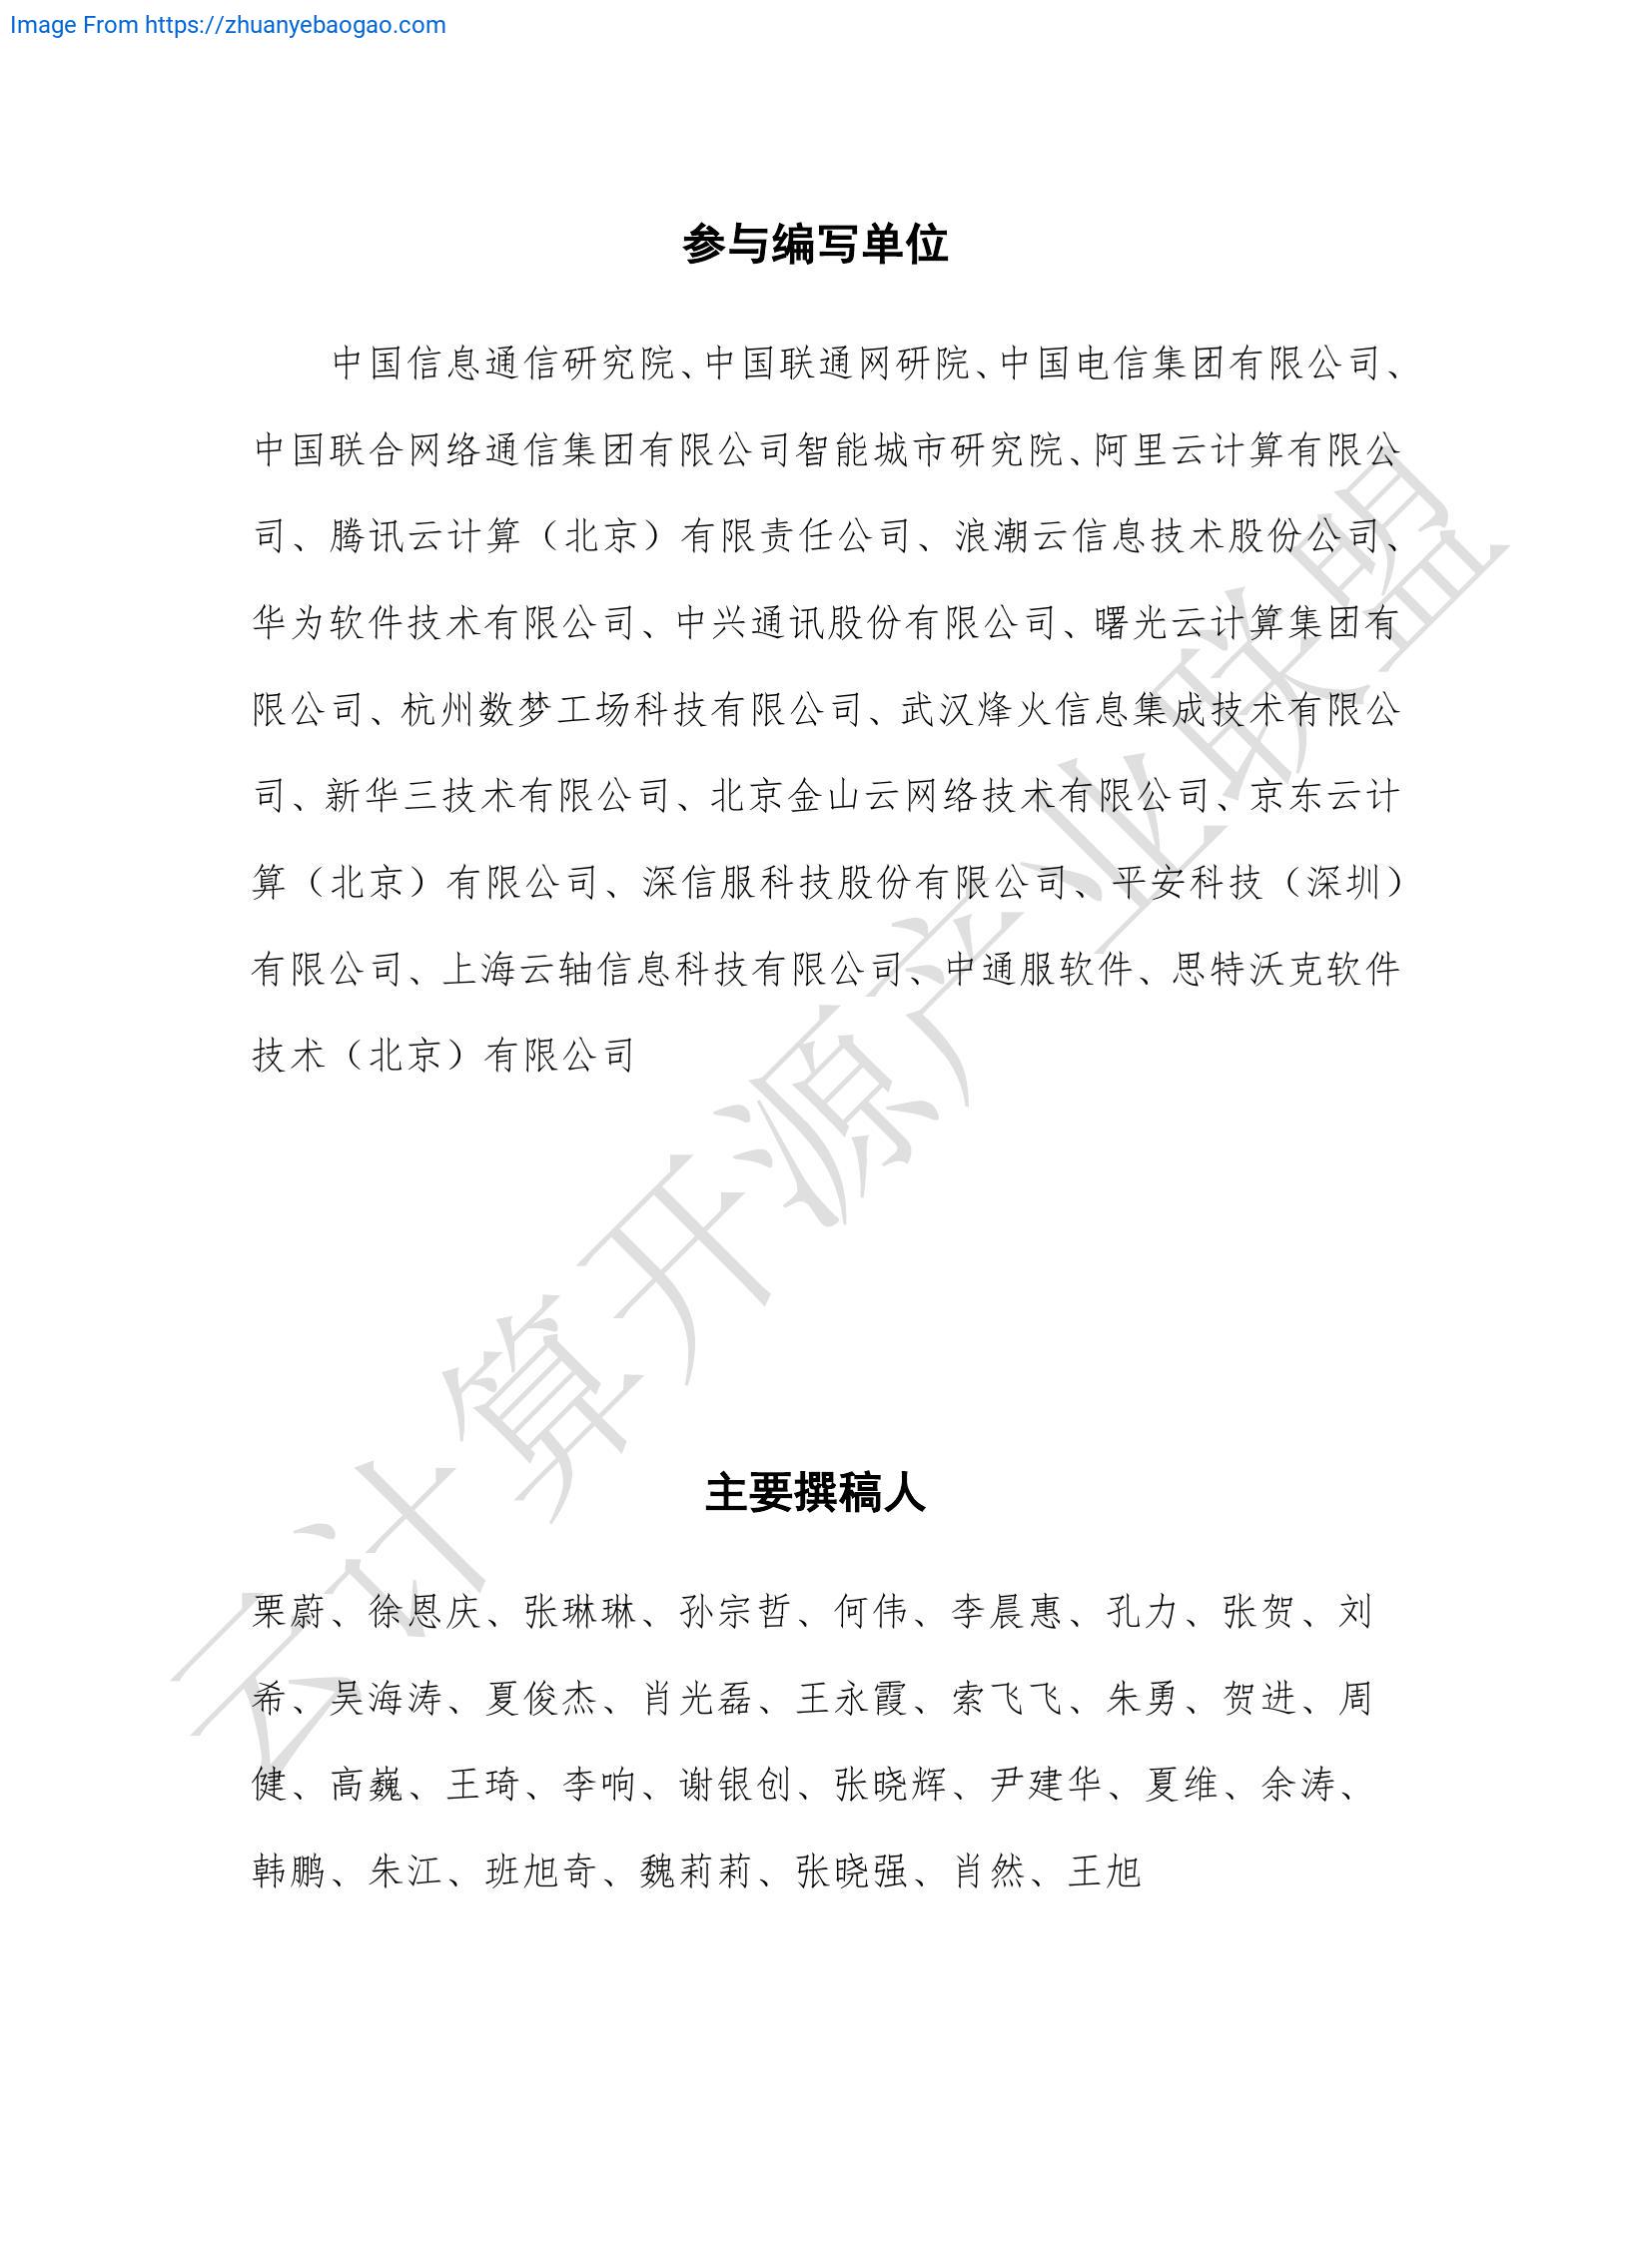 Image From https://zhuanyebaogao.com
参与编写单位
中国信息通信研究院、中国联通网研院、中国电信集团有限公司、
中国联合网络通信集团有限公司智能城市研究院、阿里云计算有限公
司、腾讯云计算（北京）有限责任公司、浪潮云信息技术股份公司、
华为软件技术有限公司、中兴通讯股份有限公司、曙光云计算集团有
限公司、杭州数梦工场科技有限公司、武汉烽火信息集成技术有限公
司、新华三技术有限公司、北京金山云网络技术有限公司、京东云计
算（北京）有限公司、深信服科技股份有限公司、平安科技（深圳）
有限公司、上海云轴信息科技有限公司、中通服软件、思特沃克软件
技术（北京）有限公司
主要撰稿人
栗蔚、徐恩庆、张琳琳、孙宗哲、何伟、李晨惠、孔力、张贺、刘
希、吴海涛、夏俊杰、肖光磊、王永霞、索飞飞、朱勇、贺进、周
健、高巍、王琦、李响、谢银创、张晓辉、尹建华、夏维、余涛、
韩鹏、朱江、班旭奇、魏莉莉、张晓强、肖然、王旭
云计算开源产业联盟